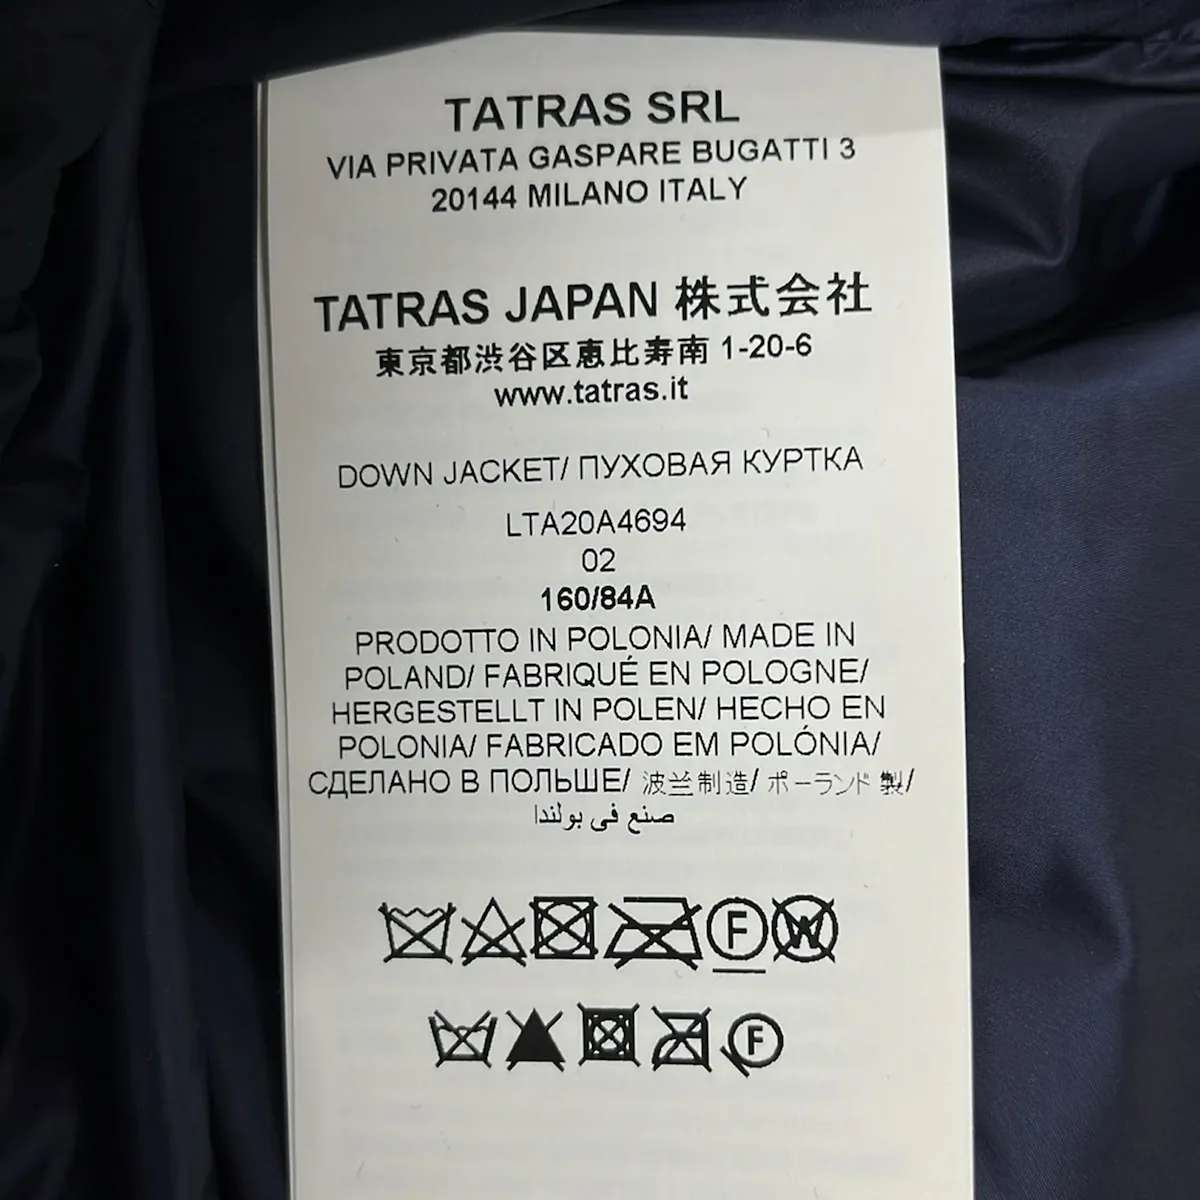 TATRAS SRL
VIA PRIVATA GASPARE BUGATTI 3
20144 MILANO ITALY
TATRAS JAPAN 株式会社
東京都渋谷区恵比寿南 1-20-6
www.tatras.it
DOWN JACKET/ ПУХОВАЯ КУРТКА
LTA20A4694
02
160/84A
PRODOTTO IN POLONIA/ MADE IN
POLAND/ FABRIQUÉ EN POLOGNE/
HERGESTELLT IN POLEN/ HECHO EN
POLONIA/ FABRICADO EM POLÓNIA/
СДЕЛАНО В ПОЛЬШЕ/ 波兰制造/ ポーランド 製/
صنع في بولندا
F W
F